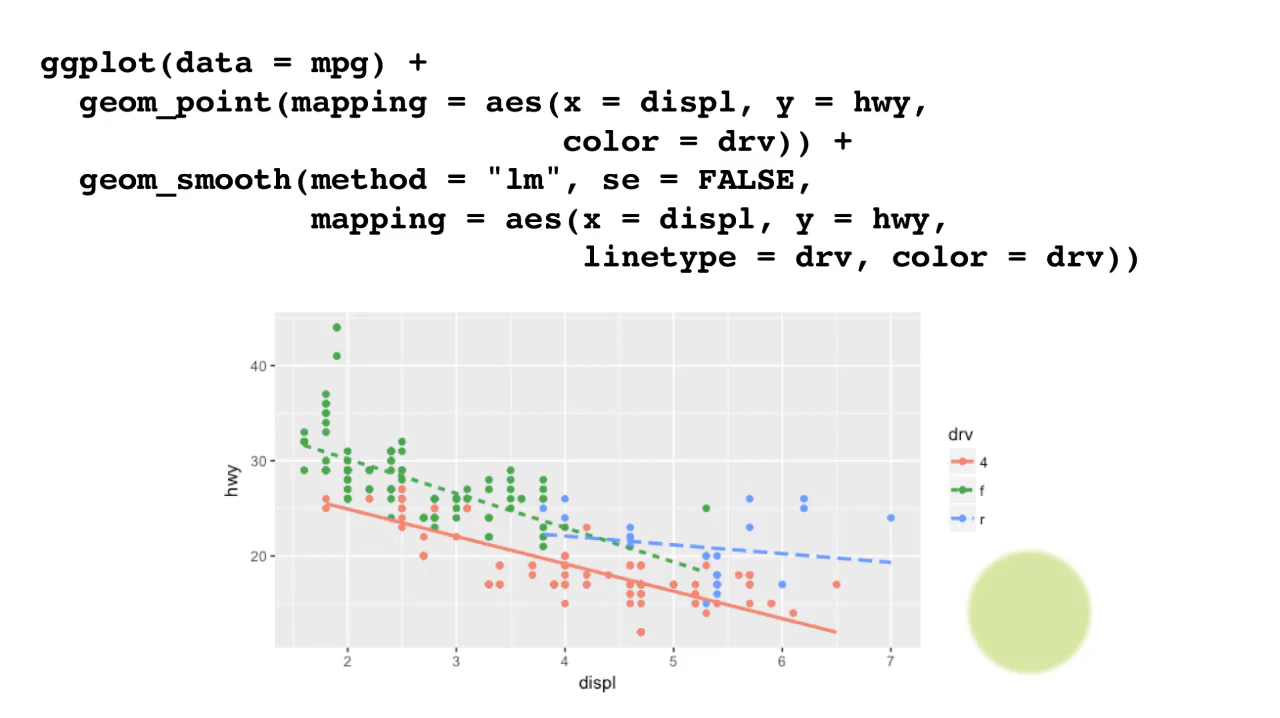 ggplot(data = mpg) +
geom_point(mapping = aes(x = displ, y = hwy,
color = drv)) +
geom_smooth(method = "lm", se = FALSE,
mapping = aes(x = displ, y = hwy,
linetype = drv, color = drv))
40
30
20
hwy
2 3 4 5 6 7
displ
drv
4
f
r